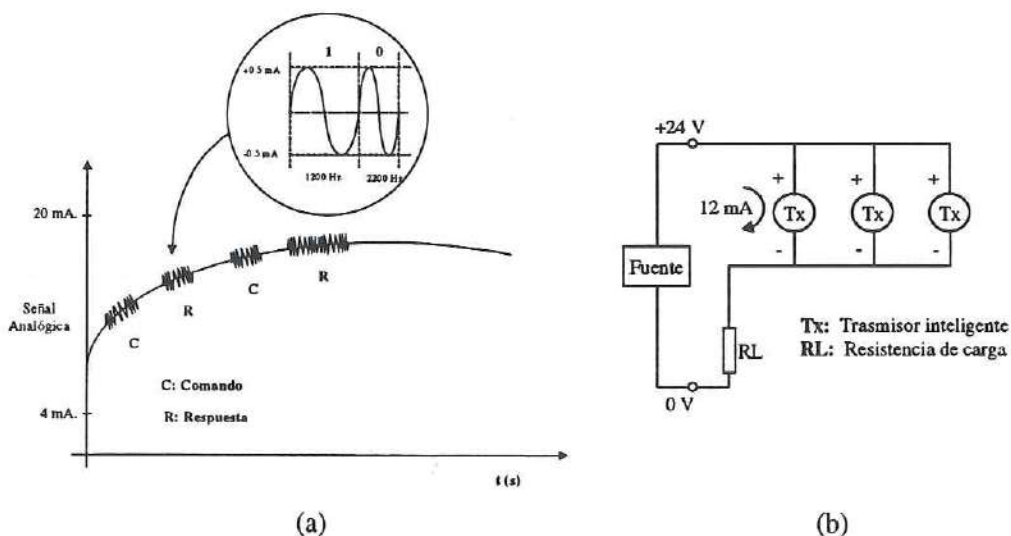 1 0
+0.5 mA
-0.5 mA
1200 Hz 2200 Hz
20 mA.
Señal
Analógica
4 mA.
C
R
C
R
C: Comando
R: Respuesta
t (s)
(a)
+24 V
+ + +
12 mA
Tx Tx Tx
- - -
Fuente
RL
0 V
Tx: Trasmisor inteligente
RL: Resistencia de carga
(b)